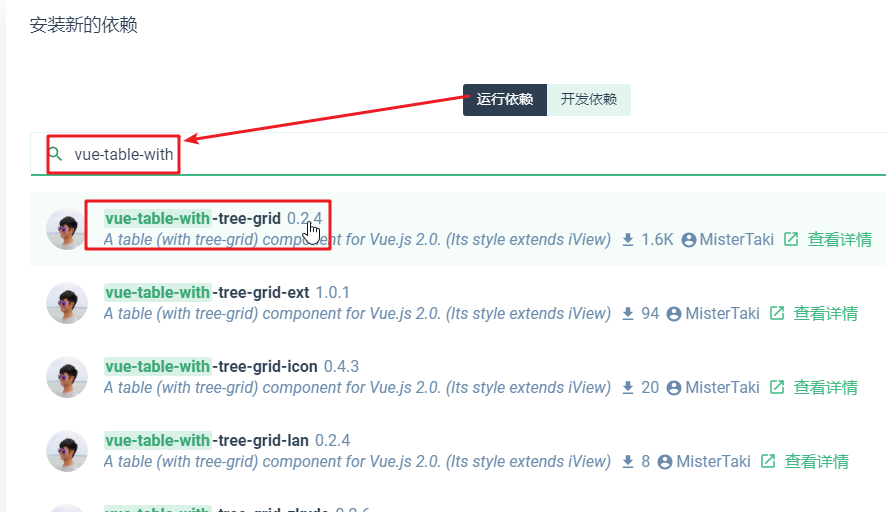 安装新的依赖
运行依赖 开发依赖
vue-table-with
vue-table-with-tree-grid 0.2.4
A table (with tree-grid) component for Vue.js 2.0. (Its style extends iView) 1.6K MisterTaki 查看详情
vue-table-with-tree-grid-ext 1.0.1
A table (with tree-grid) component for Vue.js 2.0. (Its style extends iView) 94 MisterTaki 查看详情
vue-table-with-tree-grid-icon 0.4.3
A table (with tree-grid) component for Vue.js 2.0. (Its style extends iView) 20 MisterTaki 查看详情
vue-table-with-tree-grid-lan 0.2.4
A table (with tree-grid) component for Vue.js 2.0. (Its style extends iView) 8 MisterTaki 查看详情
vue-table-with-tree-grid